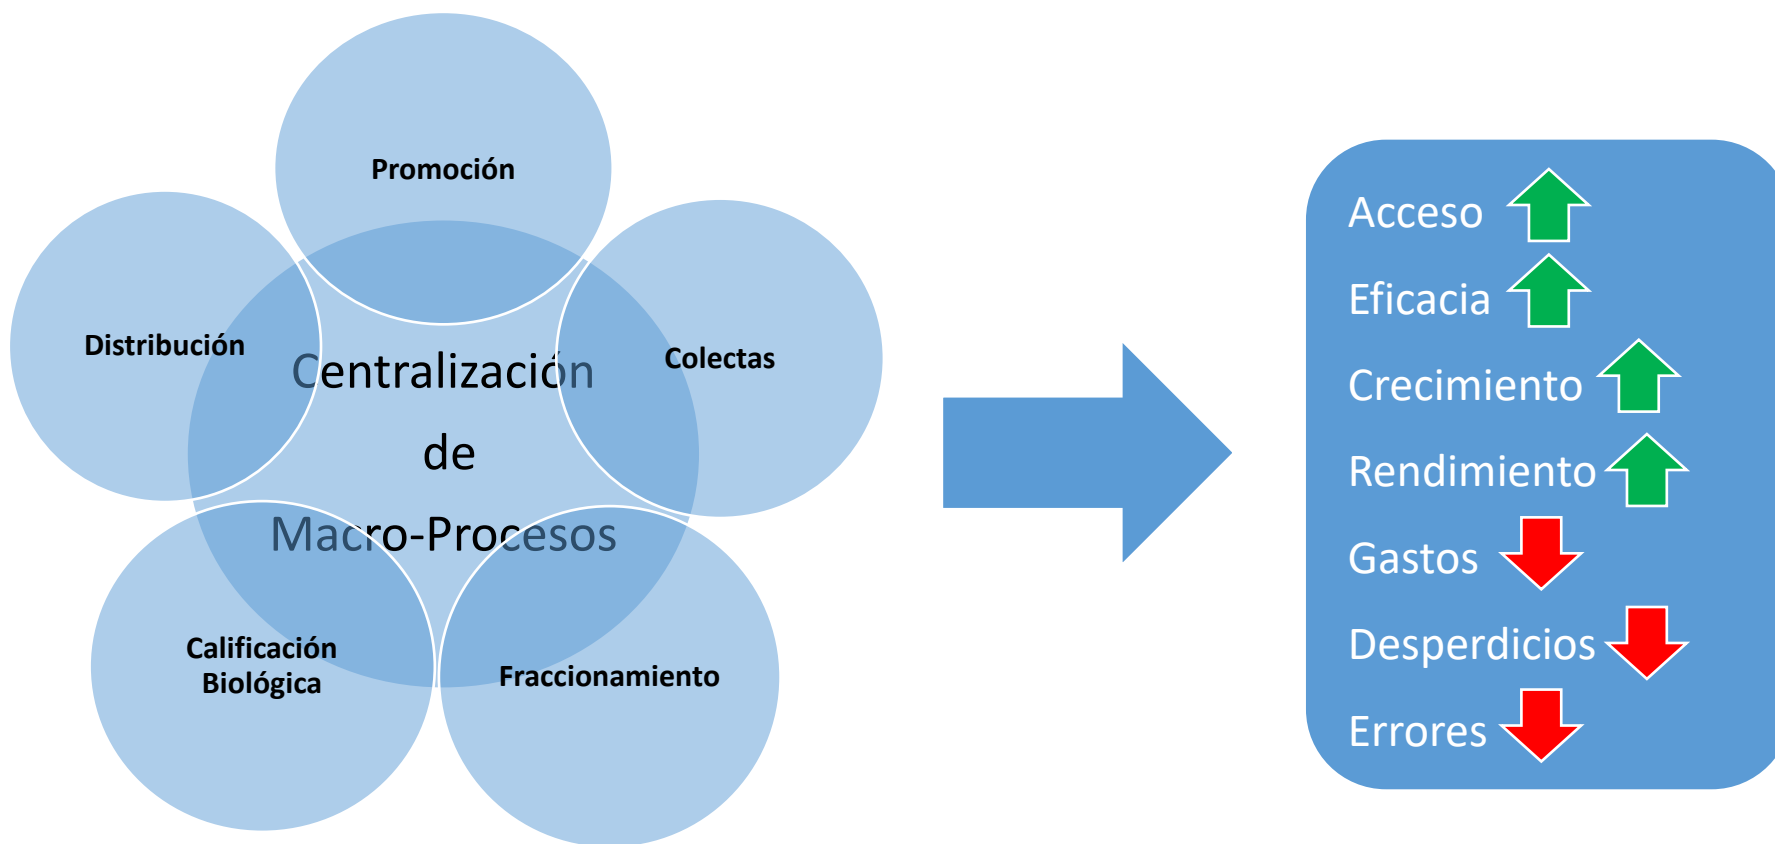 Promoción
Distribución
Colectas
Centralización
de
Macro-Procesos
Calificación
Biológica
Fraccionamiento
Acceso
Eficacia
Crecimiento
Rendimiento
Gastos
Desperdicios
Errores